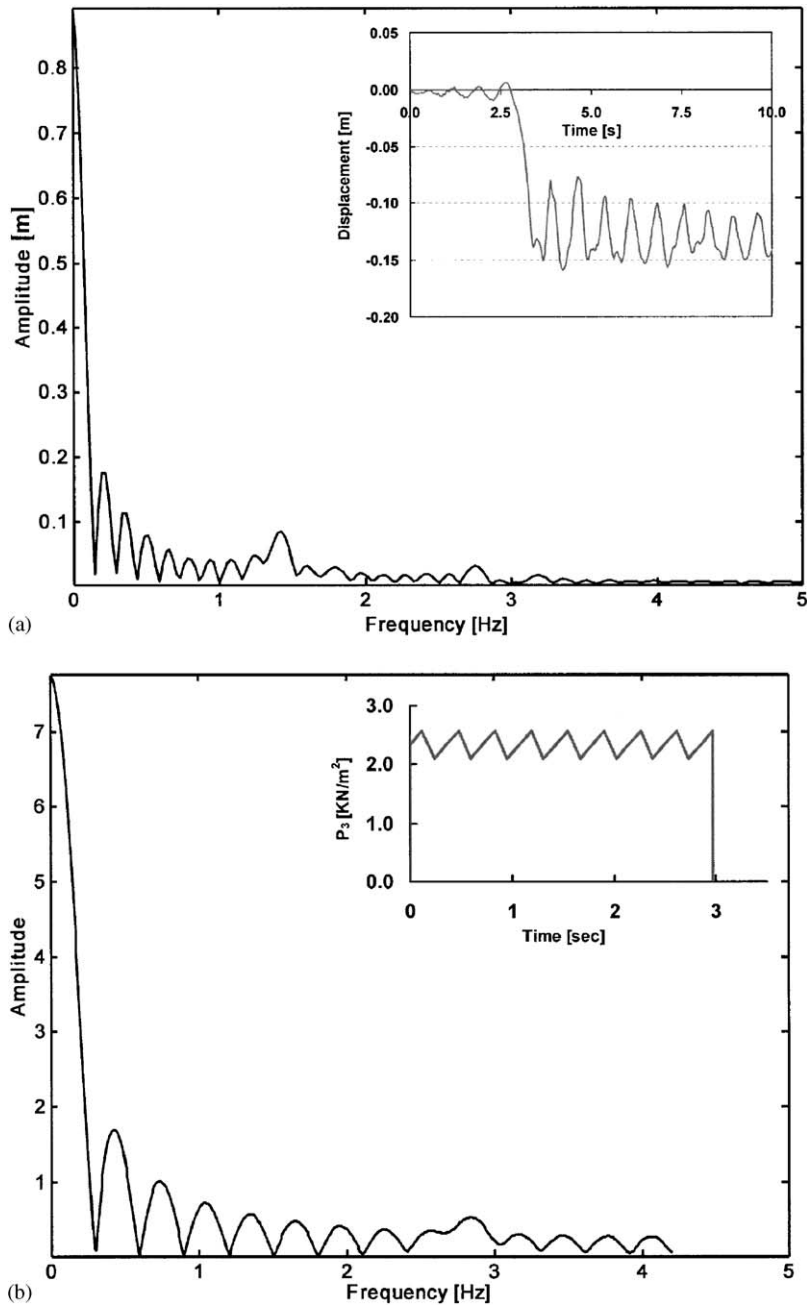 0.8
0.7
0.6
0.5
0.4
0.3
0.2
0.1
Amplitude [m]
0 1 2 3 4 5
Frequency [Hz]
(a)
0.05
0.00
-0.05
-0.10
-0.15
-0.20
Displacement [m]
0.0 2.5 5.0 7.5 10.0
Time [s]
7
6
5
4
3
2
1
Amplitude
0 1 2 3 4 5
Frequency [Hz]
(b)
3.0
2.0
1.0
0.0
P₃ [KN/m²]
0 1 2 3
Time [sec]